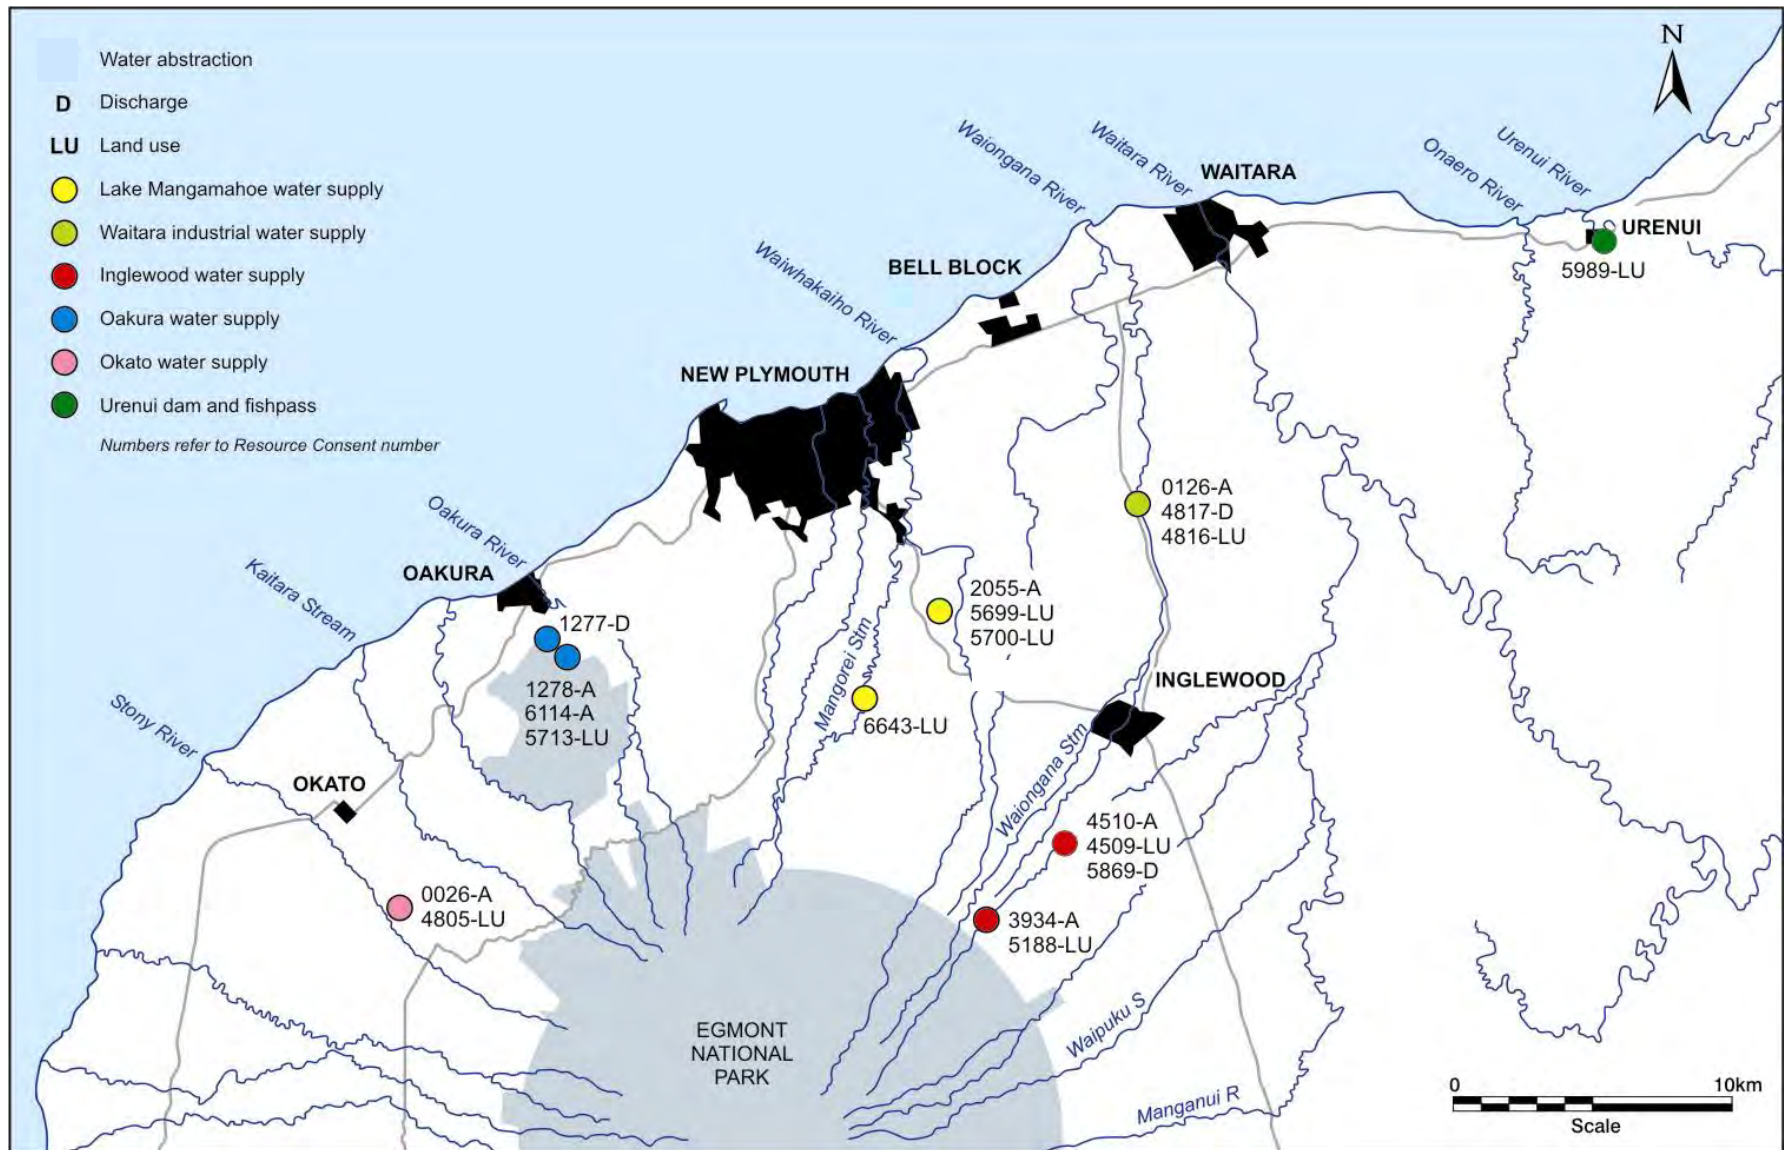 Water abstraction
D Discharge
LU Land use
Lake Mangamahoe water supply
Waitara industrial water supply
Inglewood water supply
Oakura water supply
Okato water supply
Urenui dam and fishpass
Numbers refer to Resource Consent number
N
Waiongana River
Waitara River
WAITARA
Onaero River
Urenui River
URENUI
5989-LU
Waiwhakaiho River
BELL BLOCK
NEW PLYMOUTH
0126-A
4817-D
4816-LU
Oakura River
OAKURA
Kaitara Stream
1277-D
1278-A
6114-A
5713-LU
2055-A
5699-LU
5700-LU
Mangorei Stm
6643-LU
INGLEWOOD
Stony River
OKATO
Waiongana Stm
4510-A
4509-LU
5869-D
0026-A
4805-LU
3934-A
5188-LU
EGMONT
NATIONAL
PARK
Waipuku S
Manganui R
0 10km
Scale